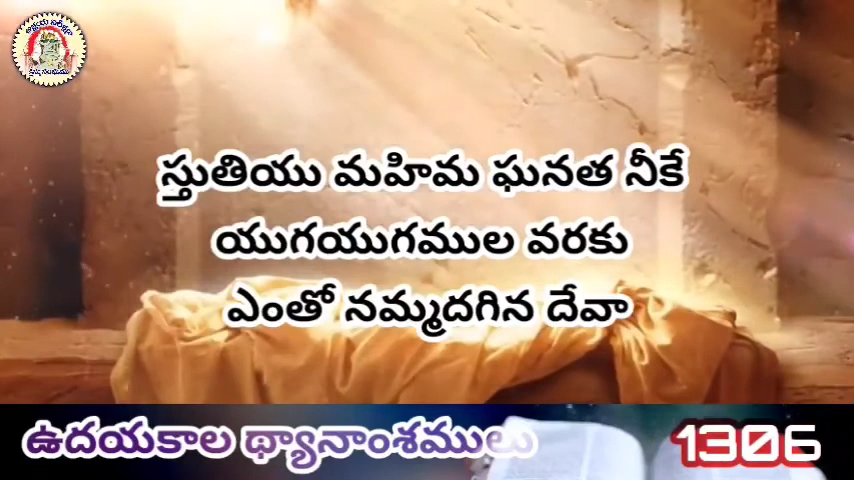 స్తుతియు మహిమ ఘనత నీకే
యుగయుగముల వరకు
ఎంతో నమ్మదగిన దేవా
ఉదయకాల థ్యానాంశములు
1306